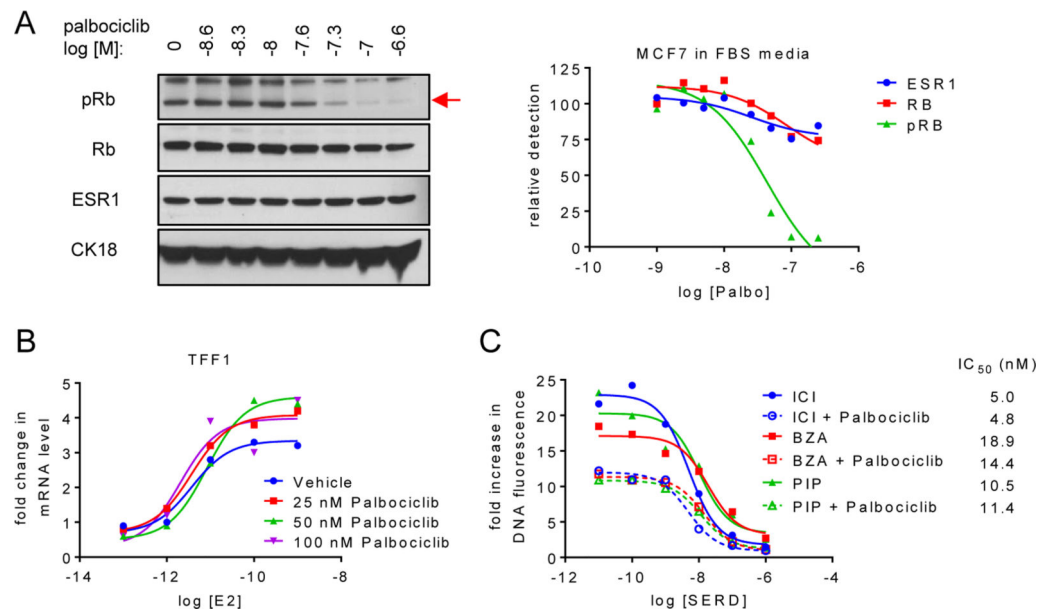 A
palbociclib
log [M]:
0 -8.6 -8.3 -8 -7.6 -7.3 -7 -6.6
pRb
Rb
ESR1
CK18
MCF7 in FBS media
relative detection
125
100
75
50
25
0
-10 -9 -8 -7 -6
log [Palbo]
ESR1
RB
pRB
B
TFF1
fold change in
mRNA level
5
4
3
2
1
0
-14 -12 -10 -8
log [E2]
Vehicle
25 nM Palbociclib
50 nM Palbociclib
100 nM Palbociclib
C
fold increase in
DNA fluorescence
25
20
15
10
5
0
-12 -10 -8 -6 -4
log [SERD]
IC50 (nM)
ICI 5.0
ICI + Palbociclib 4.8
BZA 18.9
BZA + Palbociclib 14.4
PIP 10.5
PIP + Palbociclib 11.4